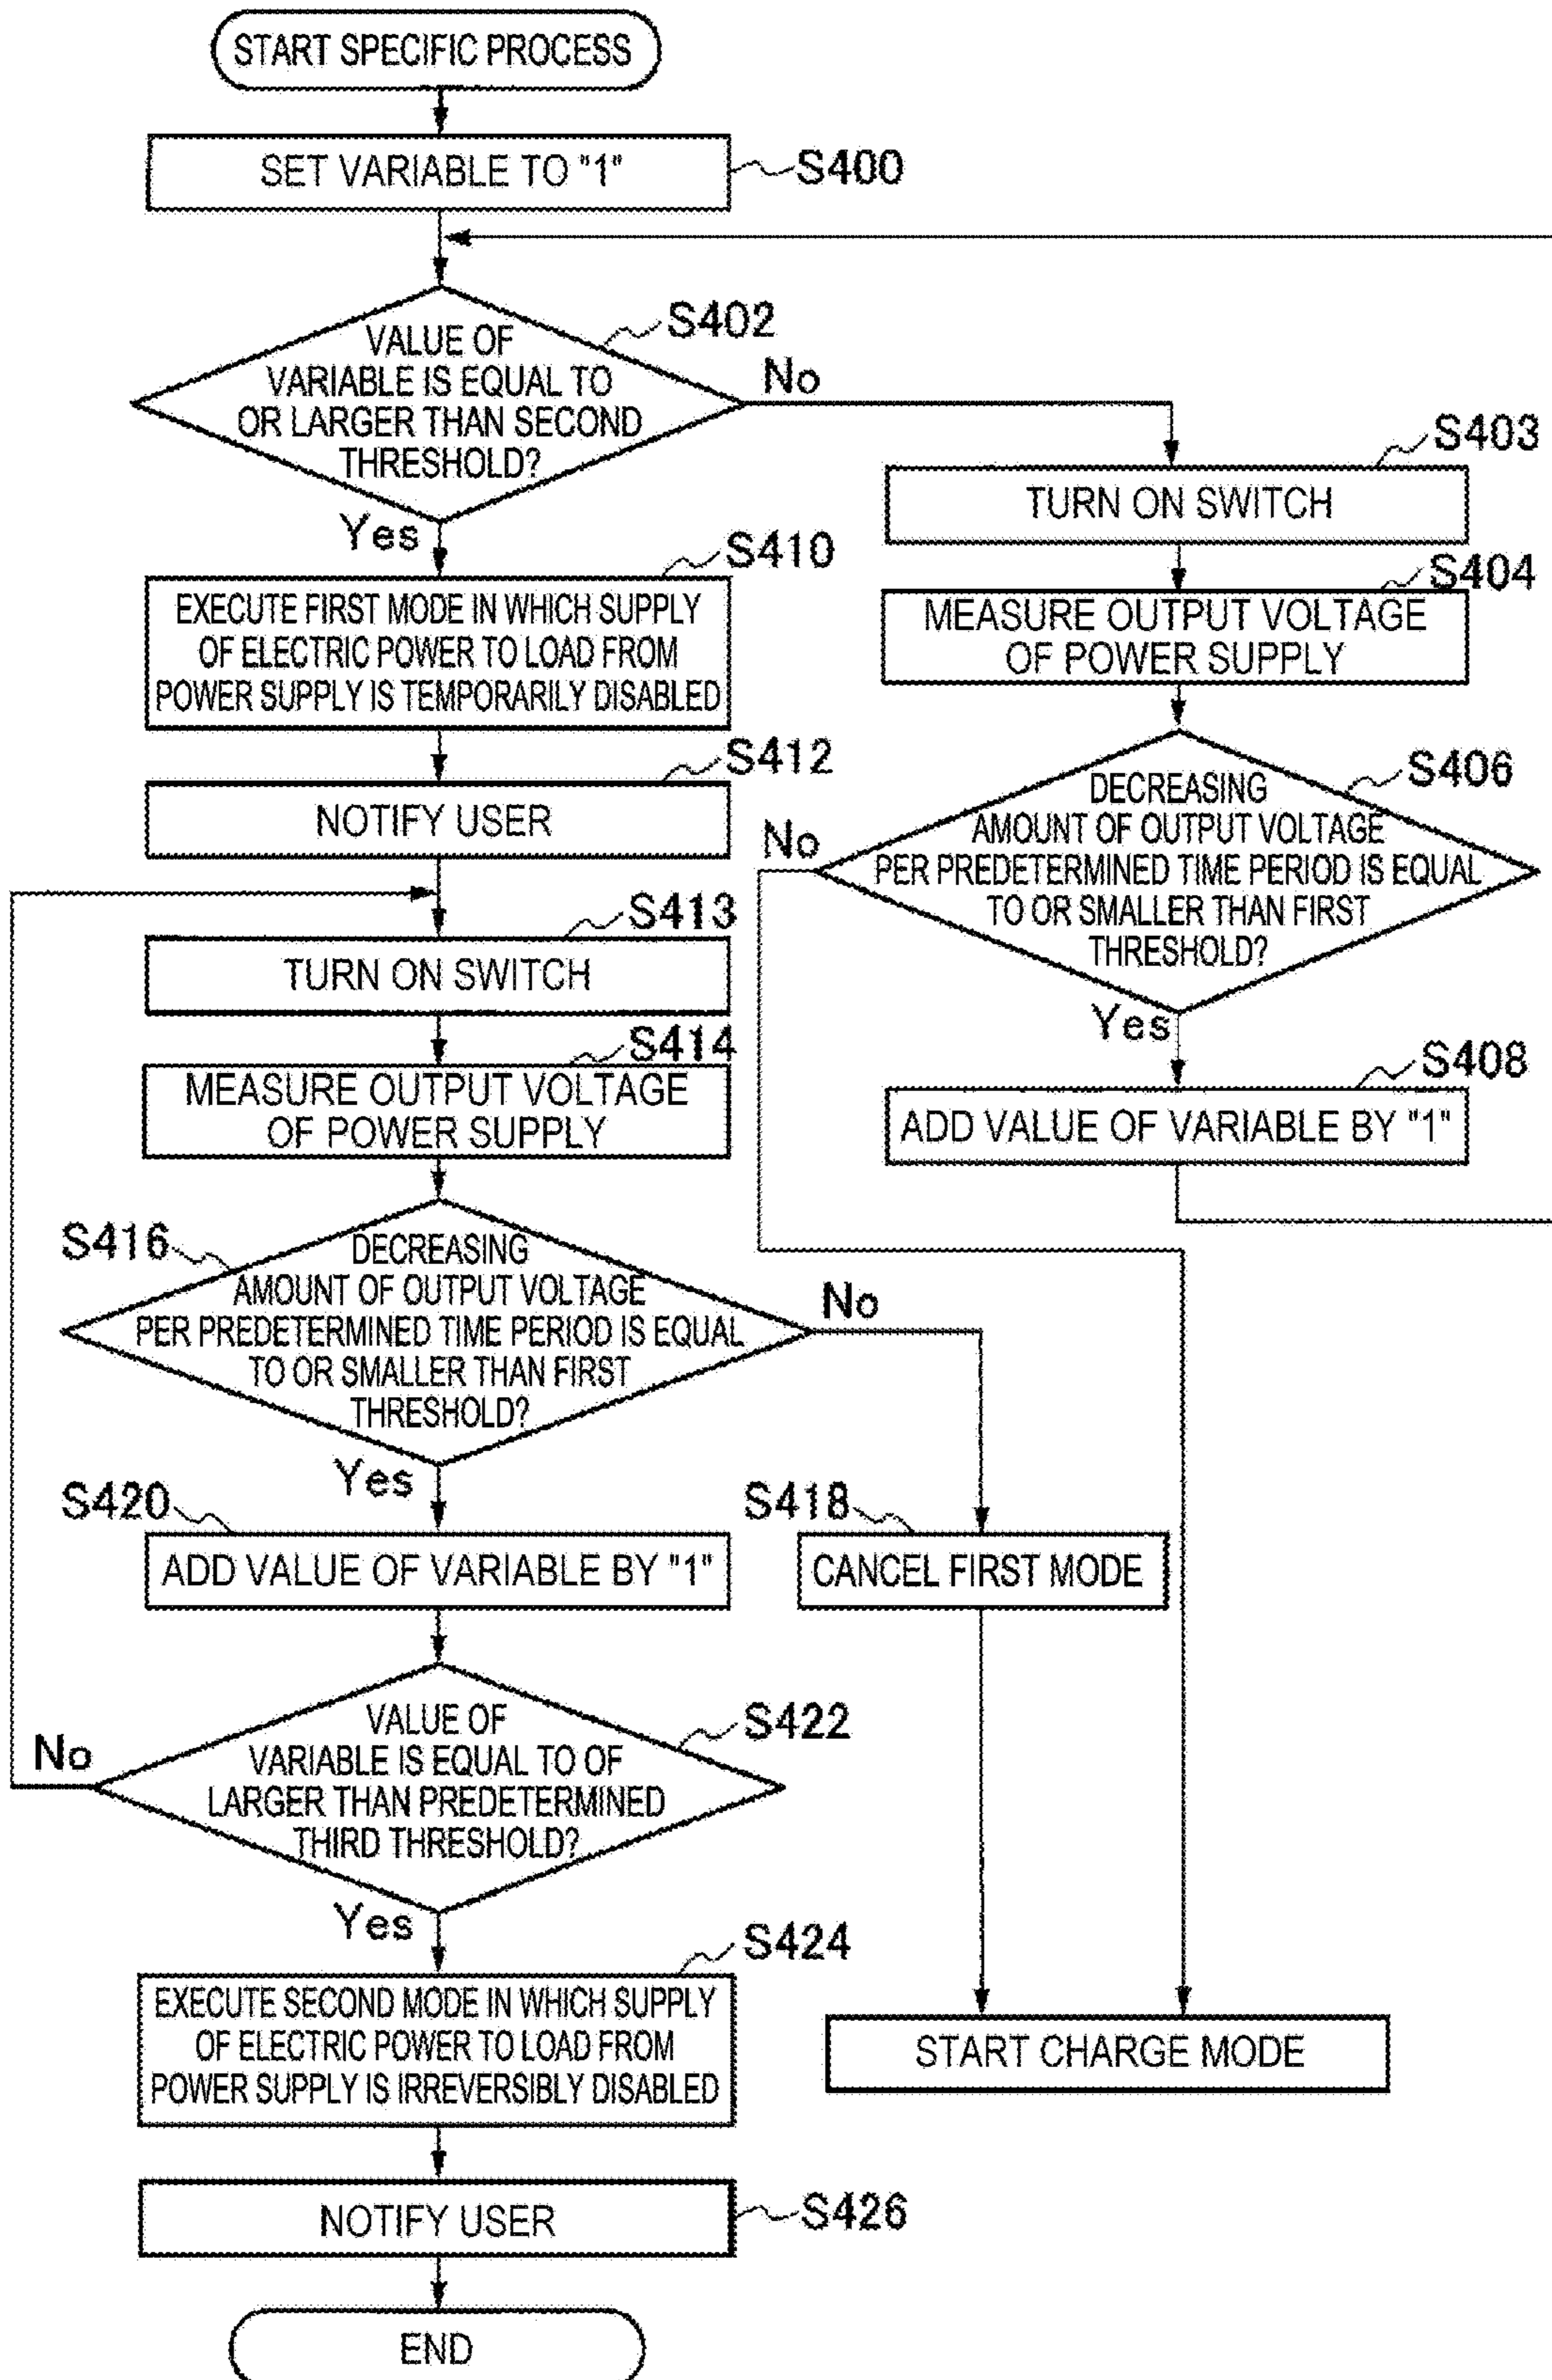 START SPECIFIC PROCESS
SET VARIABLE TO "1"
S400
VALUE OF
VARIABLE IS EQUAL TO
OR LARGER THAN SECOND
THRESHOLD?
S402
No
Yes
S403
TURN ON SWITCH
S404
MEASURE OUTPUT VOLTAGE
OF POWER SUPPLY
S406
DECREASING
AMOUNT OF OUTPUT VOLTAGE
PER PREDETERMINED TIME PERIOD IS EQUAL
TO OR SMALLER THAN FIRST
THRESHOLD?
No
Yes
S408
ADD VALUE OF VARIABLE BY "1"
S410
EXECUTE FIRST MODE IN WHICH SUPPLY
OF ELECTRIC POWER TO LOAD FROM
POWER SUPPLY IS TEMPORARILY DISABLED
S412
NOTIFY USER
S413
TURN ON SWITCH
S414
MEASURE OUTPUT VOLTAGE
OF POWER SUPPLY
S416
DECREASING
AMOUNT OF OUTPUT VOLTAGE
PER PREDETERMINED TIME PERIOD IS EQUAL
TO OR SMALLER THAN FIRST
THRESHOLD?
No
Yes
S418
CANCEL FIRST MODE
S420
ADD VALUE OF VARIABLE BY "1"
S422
VALUE OF
VARIABLE IS EQUAL TO OF
LARGER THAN PREDETERMINED
THIRD THRESHOLD?
No
Yes
S424
EXECUTE SECOND MODE IN WHICH SUPPLY
OF ELECTRIC POWER TO LOAD FROM
POWER SUPPLY IS IRREVERSIBLY DISABLED
START CHARGE MODE
NOTIFY USER
S426
END